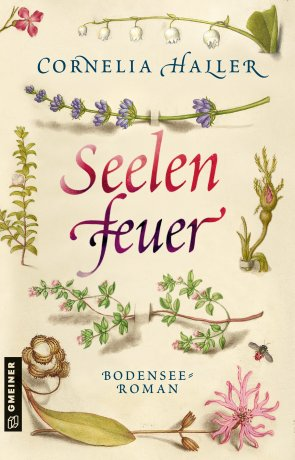 CORNELIA HALLER
Seelen
feuer
BODENSEE=
ROMAN
GMEINER